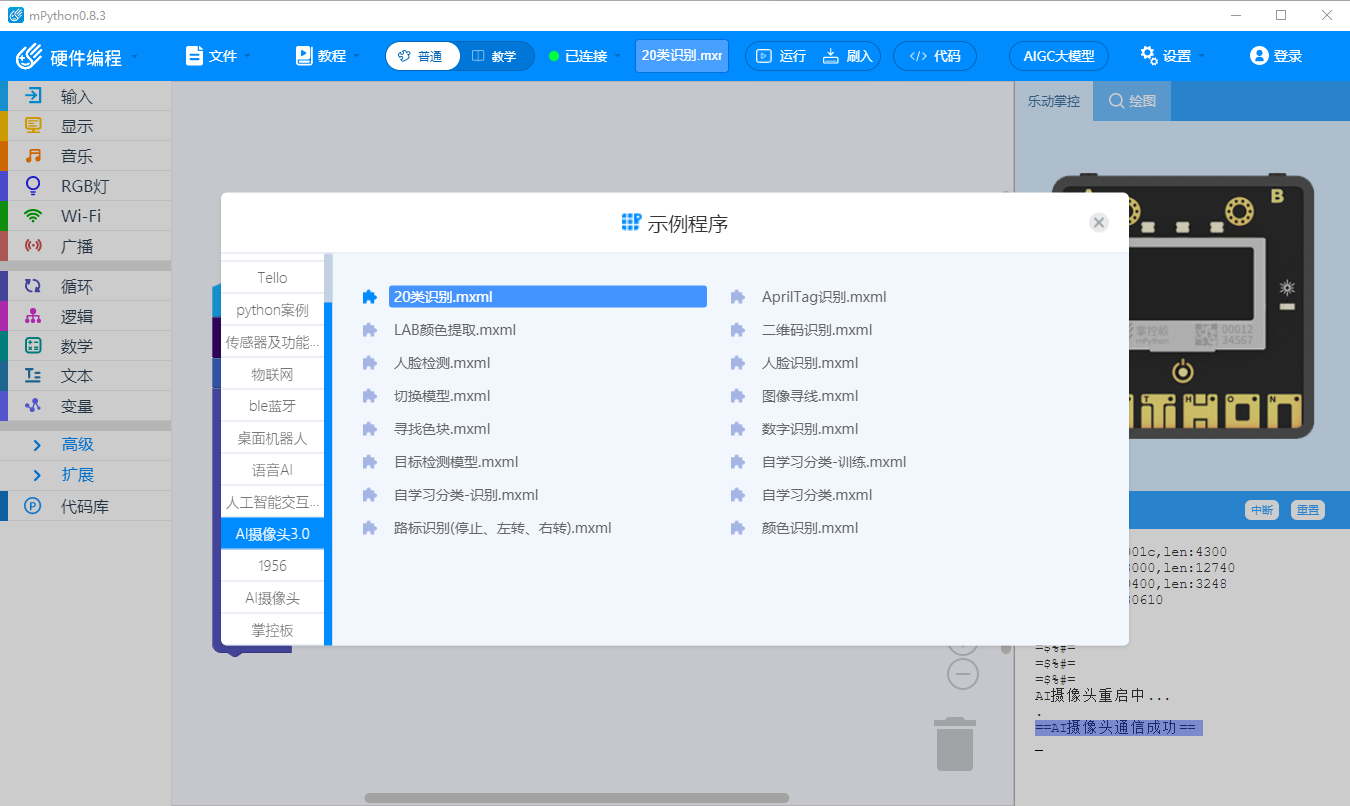 mPython0.8.3
硬件编程 文件 教程 普通 教学 已连接 20类识别.mxr 运行 刷入 代码 AIGC大模型 设置 登录
输入
显示
音乐
RGB灯
Wi-Fi
广播
循环
逻辑
数学
文本
变量
高级
扩展
代码库
示例程序
Tello
python案例
传感器及功能...
物联网
ble蓝牙
桌面机器人
语音AI
人工智能交互...
AI摄像头3.0
1956
AI摄像头
掌控板
20类识别.mxml AprilTag识别.mxml
LAB颜色提取.mxml 二维码识别.mxml
人脸检测.mxml 人脸识别.mxml
切换模型.mxml 图像寻线.mxml
寻找色块.mxml 数字识别.mxml
目标检测模型.mxml 自学习分类-训练.mxml
自学习分类-识别.mxml 自学习分类.mxml
路标识别(停止、左转、右转).mxml 颜色识别.mxml
乐动掌控 绘图
B
掌控板 00012
mPython 34567
T H O N
中断 重置
01c,len:4300
000,len:12740
400,len:3248
0610
=$%#=
=$%#=
=$%#=
AI摄像头重启中...
.
==AI摄像头通信成功==
_